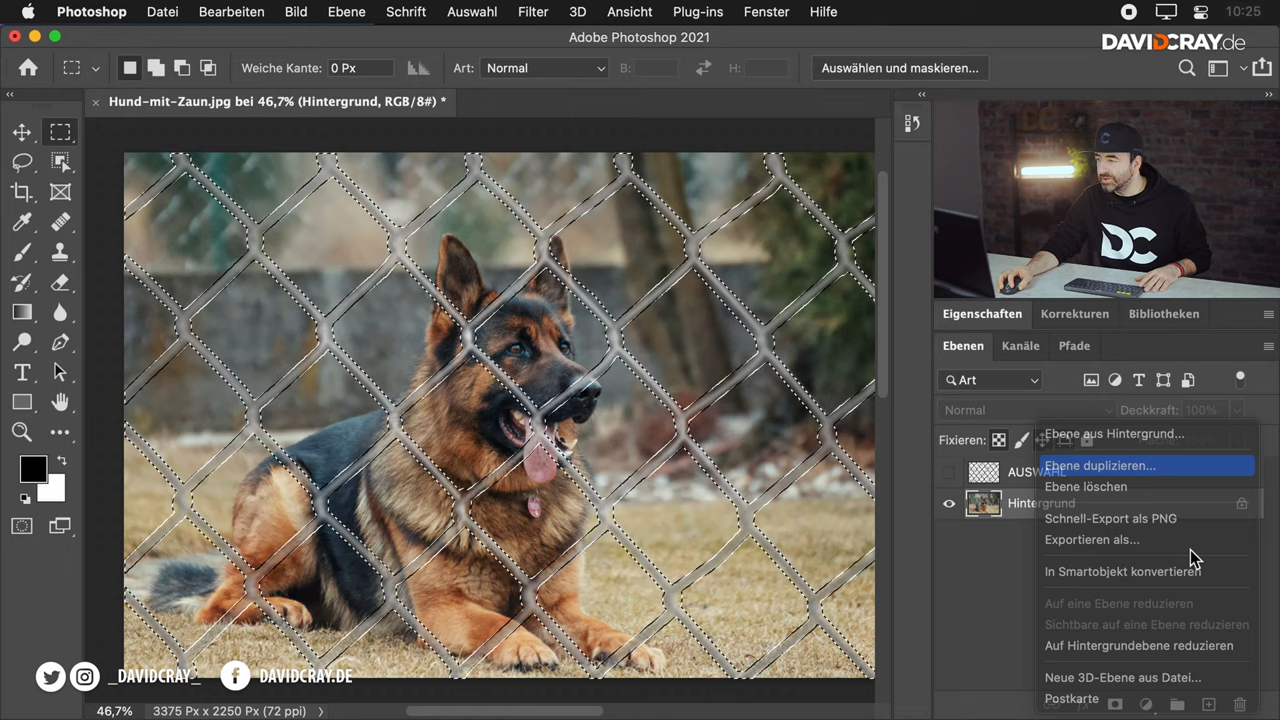 Photoshop Datei Bearbeiten Bild Ebene Schrift Auswahl Filter 3D Ansicht Plug-ins Fenster Hilfe 10:25
Adobe Photoshop 2021
DAVIDCRAY.de
Weiche Kante: 0 Px Art: Normal B: H: Auswählen und maskieren...
Hund-mit-Zaun.jpg bei 46,7% (Hintergrund, RGB/8#) *
DC
Eigenschaften Korrekturen Bibliotheken
Ebenen Kanäle Pfade
Art
Normal Deckkraft: 100%
Fixieren:
Ebene aus Hintergrund...
AUSWAHL
Ebene duplizieren...
Ebene löschen
Hintergrund
Schnell-Export als PNG
Exportieren als...
In Smartobjekt konvertieren
Auf eine Ebene reduzieren
Sichtbare auf eine Ebene reduzieren
Auf Hintergrundebene reduzieren
Neue 3D-Ebene aus Datei...
Postkarte
_DAVIDCRAY_ DAVIDCRAY.DE
46,7% 3375 Px x 2250 Px (72 ppi)